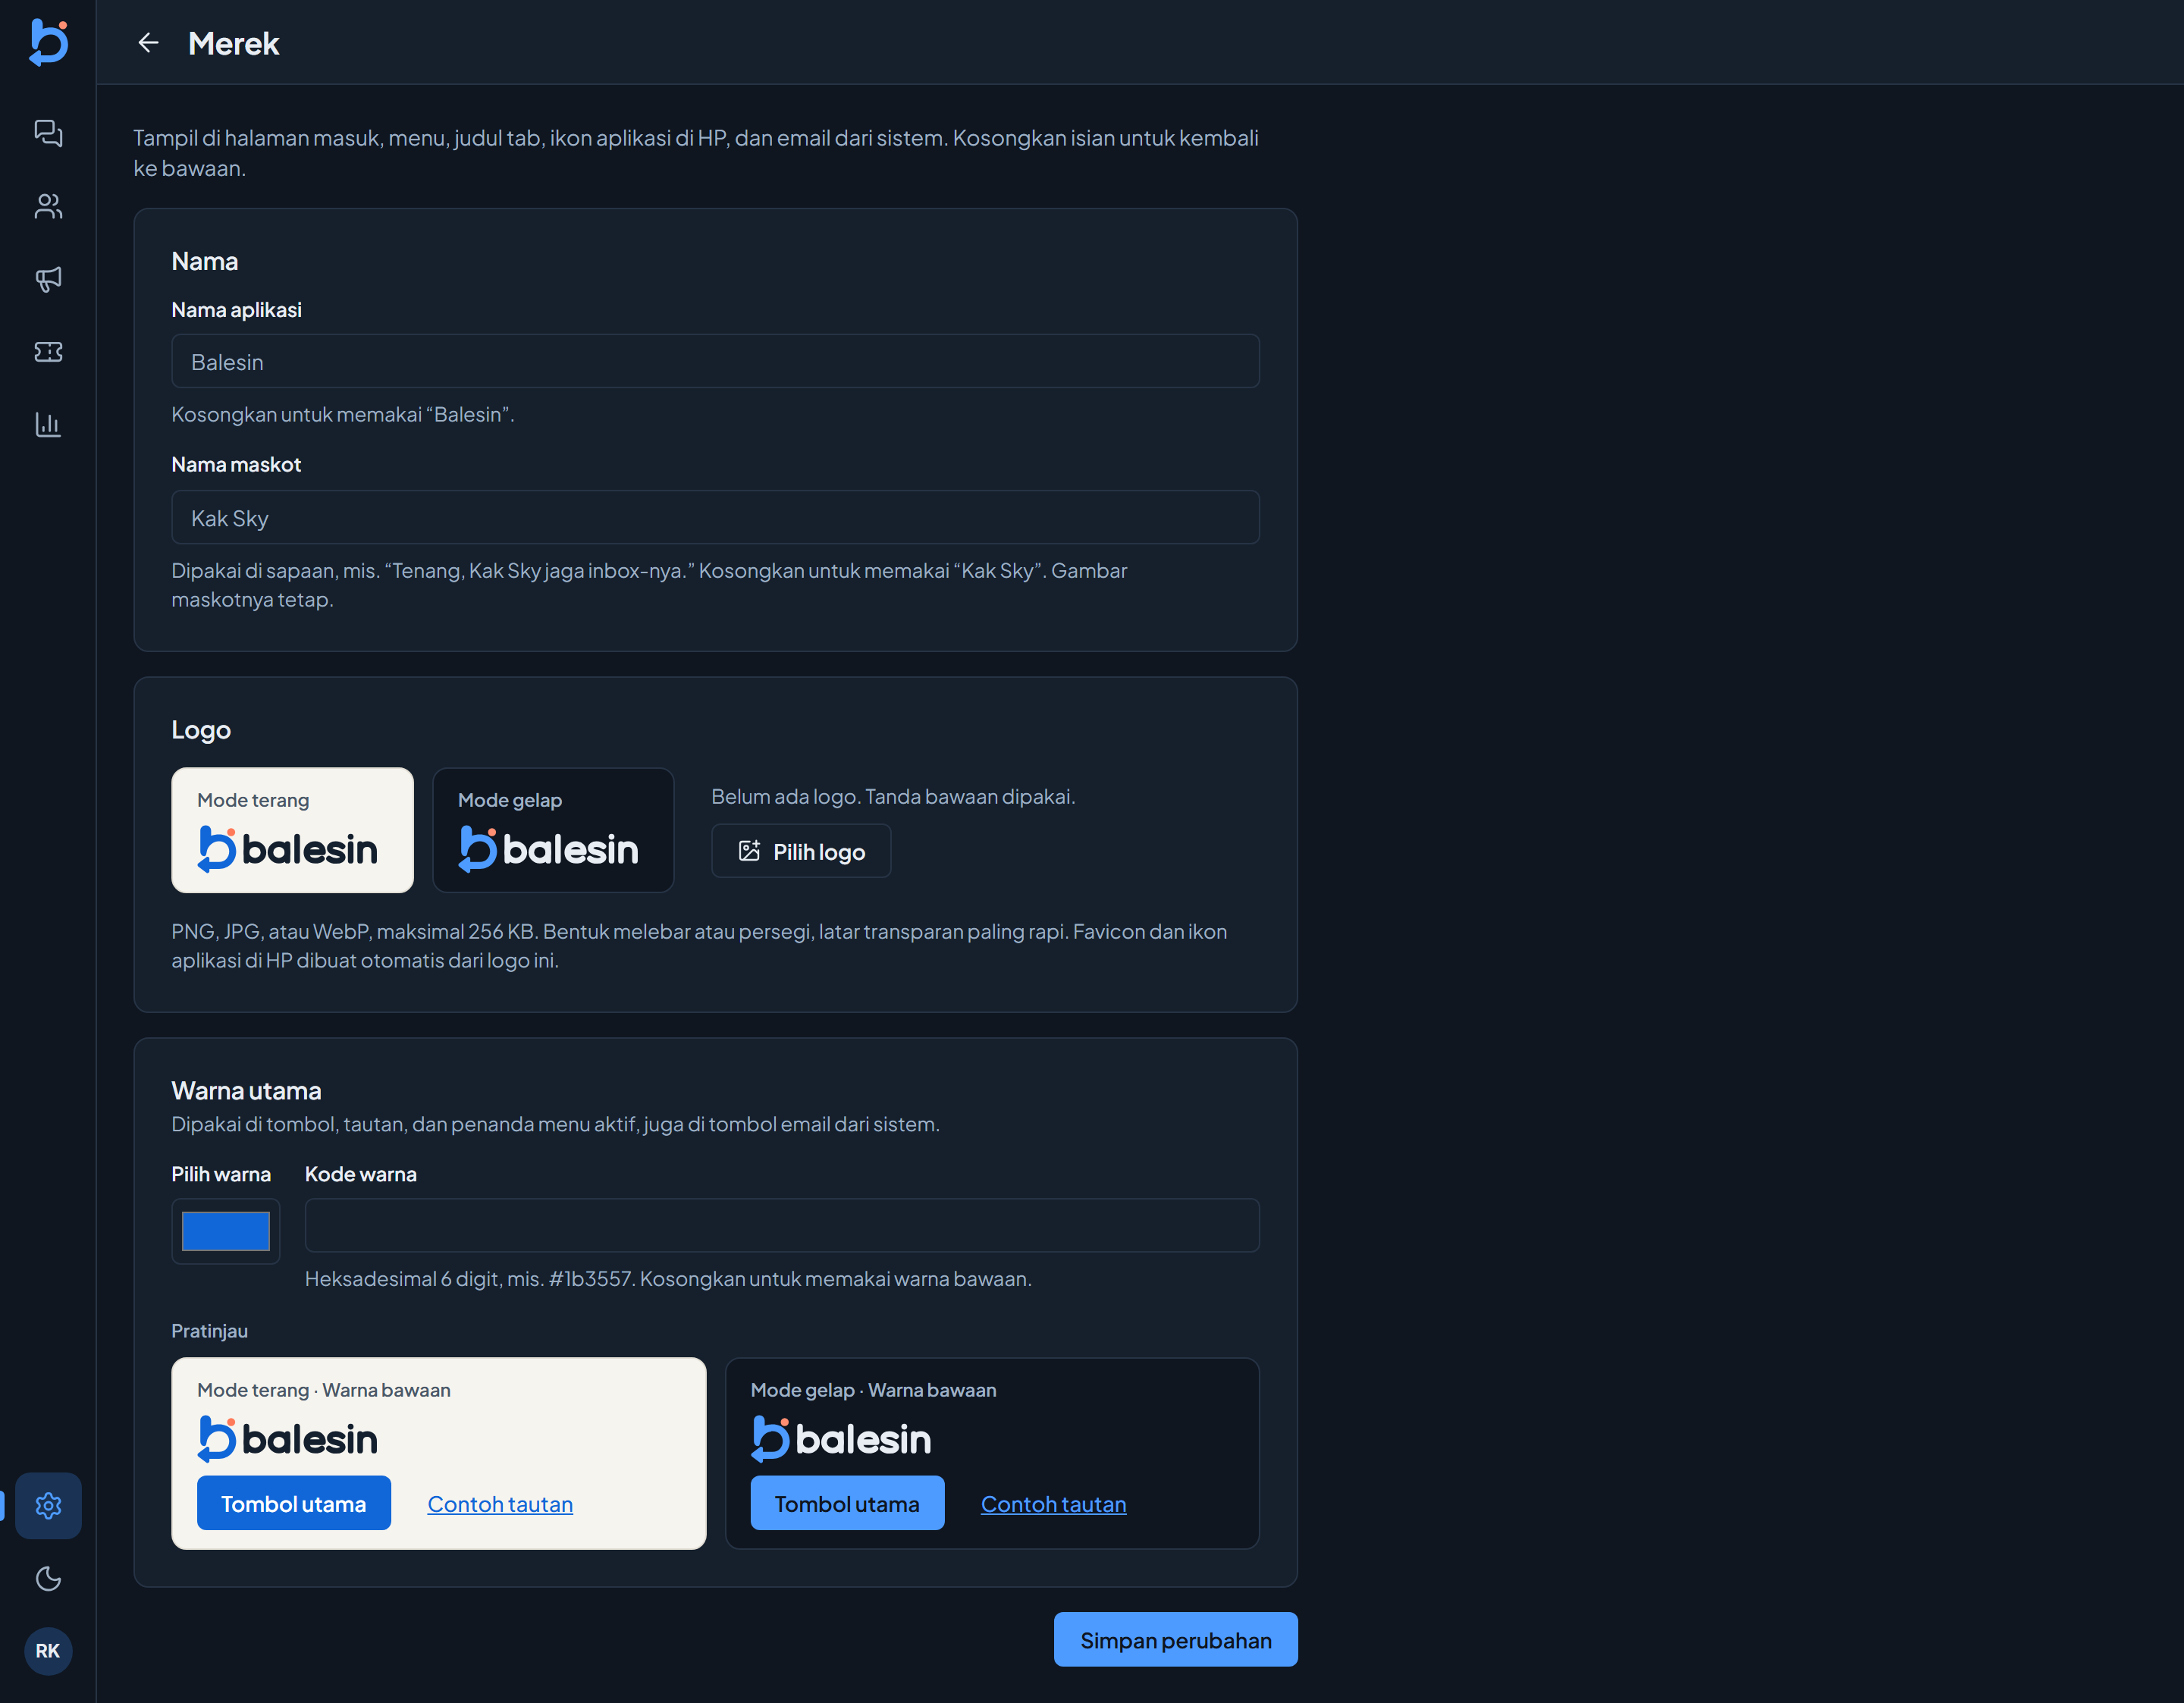 Merek
Tampil di halaman masuk, menu, judul tab, ikon aplikasi di HP, dan email dari sistem. Kosongkan isian untuk kembali
ke bawaan.
Nama
Nama aplikasi
Balesin
Kosongkan untuk memakai “Balesin”.
Nama maskot
Kak Sky
Dipakai di sapaan, mis. “Tenang, Kak Sky jaga inbox-nya.” Kosongkan untuk memakai “Kak Sky”. Gambar
maskotnya tetap.
Logo
Mode terang
balesin
Mode gelap
balesin
Belum ada logo. Tanda bawaan dipakai.
Pilih logo
PNG, JPG, atau WebP, maksimal 256 KB. Bentuk melebar atau persegi, latar transparan paling rapi. Favicon dan ikon
aplikasi di HP dibuat otomatis dari logo ini.
Warna utama
Dipakai di tombol, tautan, dan penanda menu aktif, juga di tombol email dari sistem.
Pilih warna
Kode warna
Heksadesimal 6 digit, mis. #1b3557. Kosongkan untuk memakai warna bawaan.
Pratinjau
Mode terang · Warna bawaan
balesin
Tombol utama
Contoh tautan
Mode gelap · Warna bawaan
balesin
Tombol utama
Contoh tautan
RK
Simpan perubahan